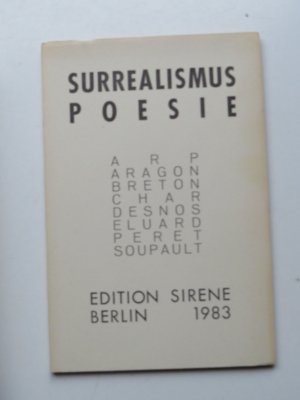 SURREALISMUS
POESIE
ARP
ARAGON
BRETON
CHAR
DESNOS
ELUARD
PERET
SOUPAULT
EDITION SIRENE
BERLIN 1983